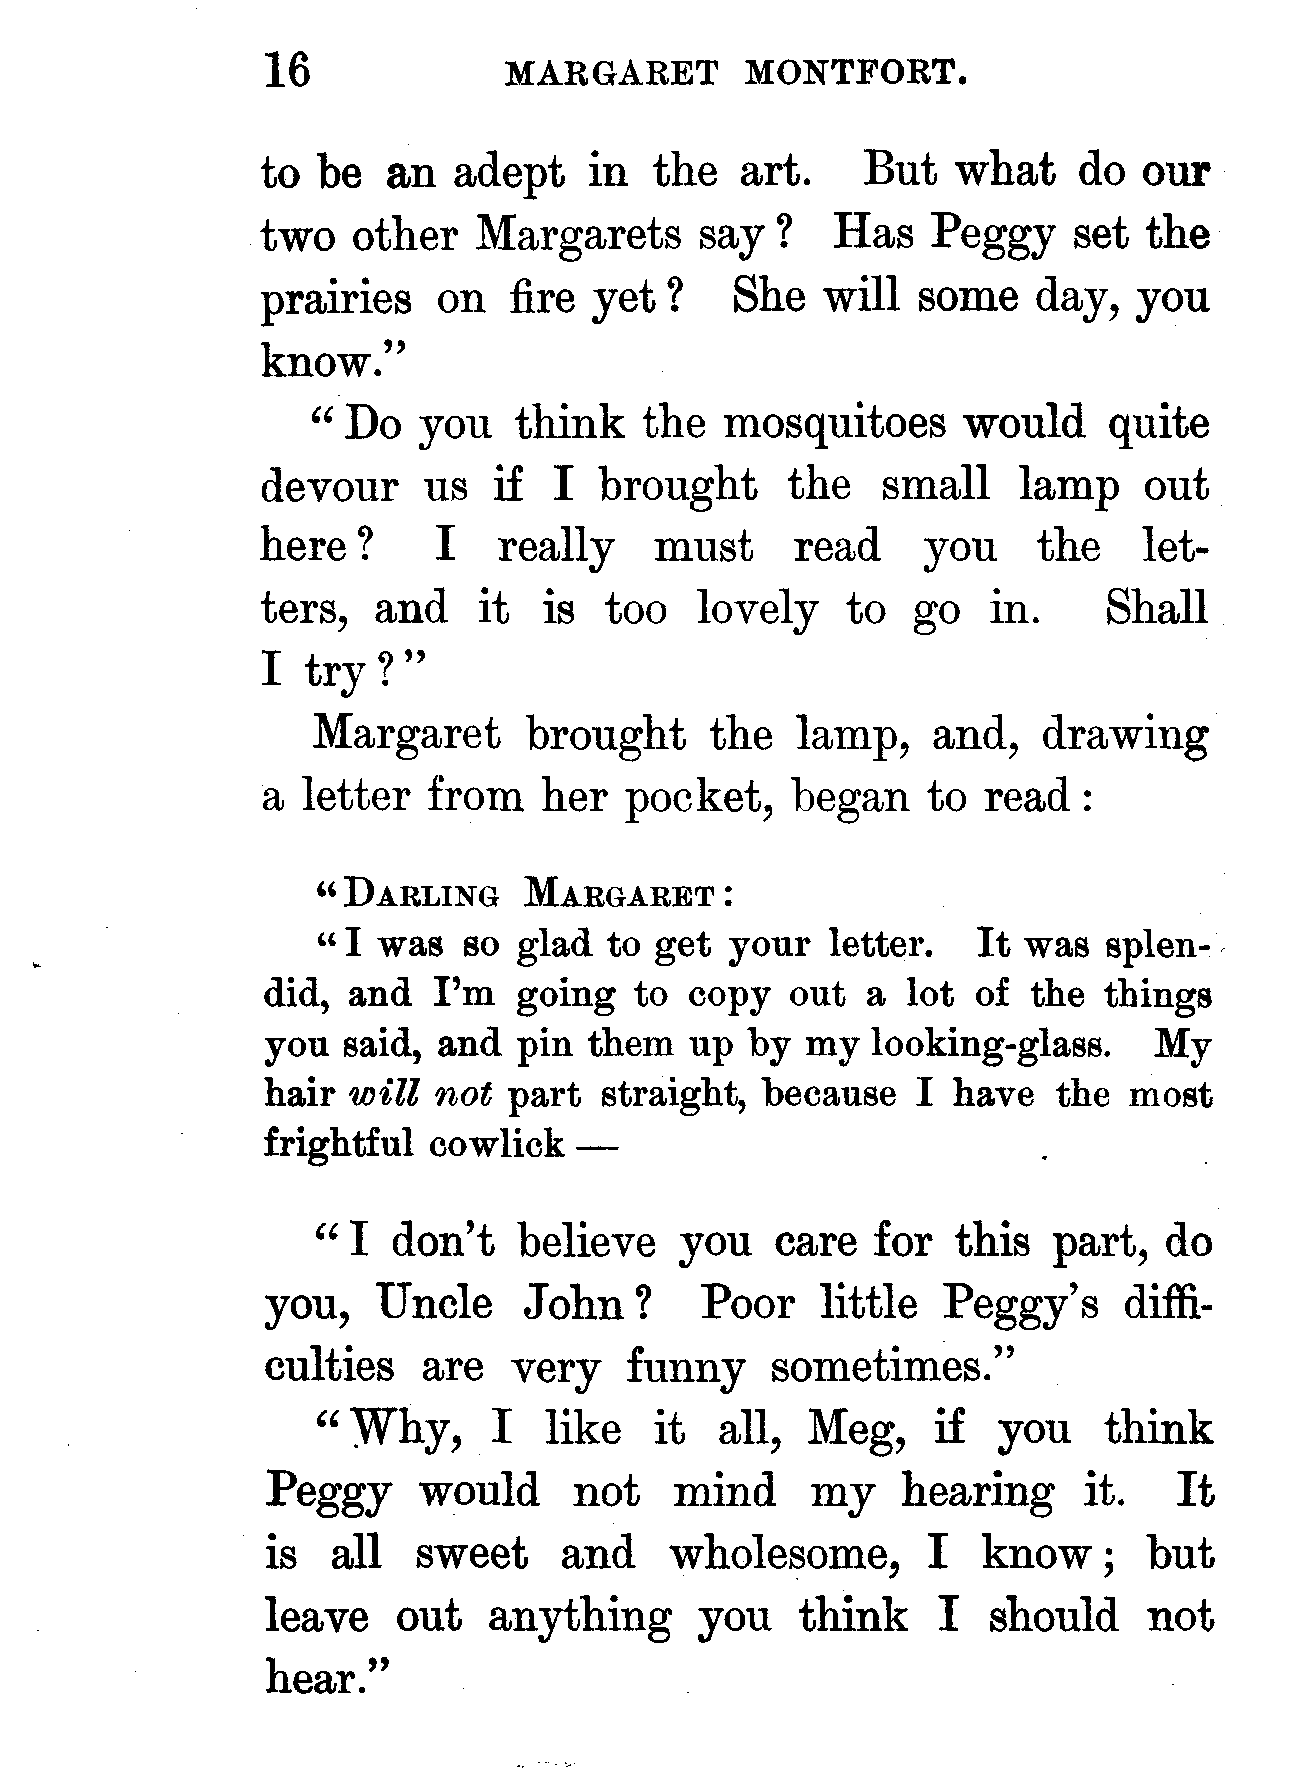 16 MARGARET MONTFORT.
to be an adept in the art. But what do our
two other Margarets say? Has Peggy set the
prairies on fire yet? She will some day, you
know."
"Do you think the mosquitoes would quite
devour us if I brought the small lamp out
here? I really must read you the let-
ters, and it is too lovely to go in. Shall
I try?"
Margaret brought the lamp, and, drawing
a letter from her pocket, began to read:
"DARLING MARGARET:
"I was so glad to get your letter. It was splen-
did, and I'm going to copy out a lot of the things
you said, and pin them up by my looking-glass. My
hair will not part straight, because I have the most
frightful cowlick —
"I don't believe you care for this part, do
you, Uncle John? Poor little Peggy's diffi-
culties are very funny sometimes."
"Why, I like it all, Meg, if you think
Peggy would not mind my hearing it. It
is all sweet and wholesome, I know; but
leave out anything you think I should not
hear."